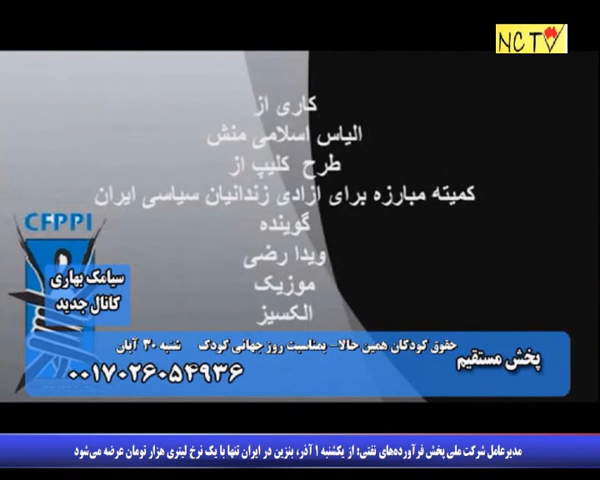 NCTV
کاری از
الیاس اسلامی منش
طرح کلیپ از
کمیته مبارزه برای ازادی زندانیان سیاسی ایران
گوینده
ویدا رضی
موزیک
الکسیز
CFPPI
سیامک بهاری
کانال جدید
حقوق کودکان همین حالا- بمناسبت روز جهانی کودک شنبه ۳۰ آبان
پخش مستقیم
۰۰۱۷۰۲۶۰۵۴۹۳۶
مدیرعامل شرکت ملی پخش فرآورده‌های نفتی: از یکشنبه ۱ آذر، بنزین در ایران تنها با یک نرخ لیتری هزار تومان عرضه می‌شود